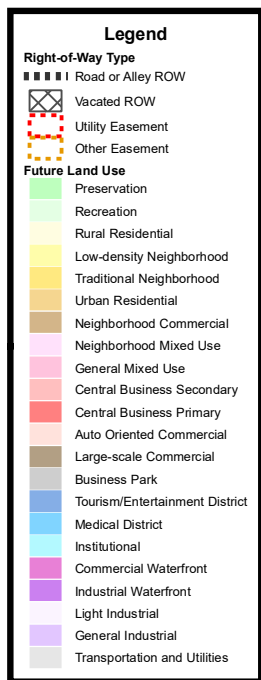 Legend
Right-of-Way Type
Road or Alley ROW
Vacated ROW
Utility Easement
Other Easement
Future Land Use
Preservation
Recreation
Rural Residential
Low-density Neighborhood
Traditional Neighborhood
Urban Residential
Neighborhood Commercial
Neighborhood Mixed Use
General Mixed Use
Central Business Secondary
Central Business Primary
Auto Oriented Commercial
Large-scale Commercial
Business Park
Tourism/Entertainment District
Medical District
Institutional
Commercial Waterfront
Industrial Waterfront
Light Industrial
General Industrial
Transportation and Utilities